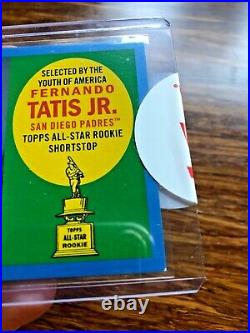 SELECTED BY THE
YOUTH OF AMERICA
FERNANDO
TATIS JR.
SAN DIEGO PADRES™
TOPPS ALL-STAR ROOKIE
SHORTSTOP
TOPPS
ALL-STAR
ROOKIE